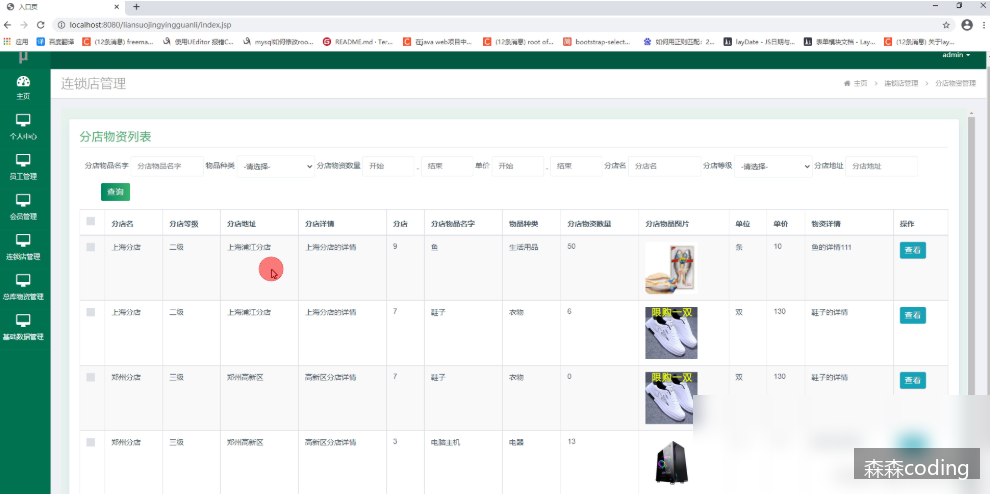 入口页
localhost:8080/liansuojingyingguanli/index.jsp
应用 百度翻译 (12条消息) freema... 使用UEditor 报错C... mysql如何修改roo... README.md · Ter... 在java web项目中... (12条消息) root of... bootstrap-select... 如何用正则匹配：2... layDate - JS日期与... 表单模块文档 - Lay... (12条消息) 关于lay...
μ admin
连锁店管理 主页 > 连锁店管理 > 分店物资管理
主页
个人中心
员工管理
会员管理
连锁店管理
总库物资管理
基础数据管理
分店物资列表
分店物品名字 分店物品名字 物品种类 -请选择- 分店物资数量 开始 - 结束 单价 开始 - 结束 分店名 分店名 分店等级 -请选择- 分店地址 分店地址
查询
分店名 分店等级 分店地址 分店详情 分店 分店物品名字 物品种类 分店物资数量 分店物品照片 单位 单价 物资详情 操作
上海分店 二级 上海浦江分店 上海分店的详情 9 鱼 生活用品 50 条 10 鱼的详情111 查看
上海分店 二级 上海浦江分店 上海分店的详情 7 鞋子 衣物 6 限购一双 双 130 鞋子的详情 查看
郑州分店 三级 郑州高新区 高新区分店详情 7 鞋子 衣物 0 限购一双 双 130 鞋子的详情 查看
郑州分店 三级 郑州高新区 高新区分店详情 3 电脑主机 电器 13
森森coding